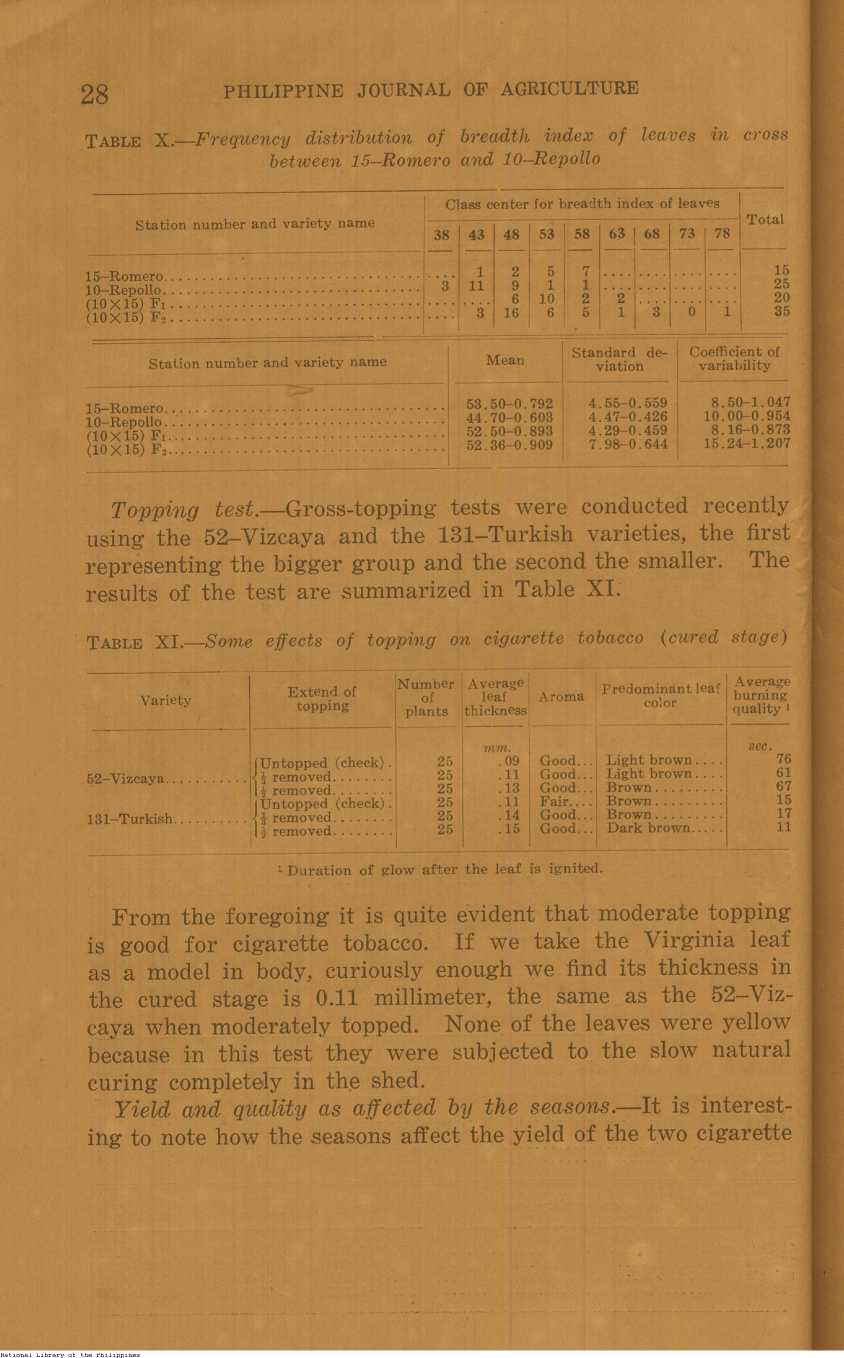 28 PHILIPPINE JOURNAL OF AGRICULTURE
TABLE X.—Frequency distribution of breadth index of leaves in cross
between 15–Romero and 10–Repollo
Station number and variety name | Class center for breadth index of leaves | Total
38 | 43 | 48 | 53 | 58 | 63 | 68 | 73 | 78
15–Romero | .... | 1 | 2 | 5 | 7 | .... | .... | .... | .... | 15
10–Repollo | 3 | 11 | 9 | 1 | 1 | .... | .... | .... | .... | 25
(10×15) F₁ | .... | .... | 6 | 10 | 2 | 2 | .... | .... | .... | 20
(10×15) F₂ | .... | 3 | 16 | 6 | 5 | 1 | 3 | 0 | 1 | 35
Station number and variety name | Mean | Standard de-
viation | Coefficient of
variability
15–Romero | 53.50–0.792 | 4.55–0.559 | 8.50–1.047
10–Repollo | 44.70–0.603 | 4.47–0.426 | 10.00–0.954
(10×15) F₁ | 52.50–0.893 | 4.29–0.459 | 8.16–0.873
(10×15) F₂ | 52.36–0.909 | 7.98–0.644 | 15.24–1.207
Topping test.—Gross-topping tests were conducted recently
using the 52–Vizcaya and the 131–Turkish varieties, the first
representing the bigger group and the second the smaller. The
results of the test are summarized in Table XI.
TABLE XI.—Some effects of topping on cigarette tobacco (cured stage)
Variety | Extend of
topping | Number
of
plants | Average
leaf
thickness | Aroma | Predominant leaf
color | Average
burning
quality ¹
mm. | sec.
Untopped (check) | 25 | .09 | Good | Light brown | 76
52–Vizcaya | removed | 25 | .11 | Good | Light brown | 61
removed | 25 | .13 | Good | Brown | 67
Untopped (check) | 25 | .11 | Fair | Brown | 15
131–Turkish | removed | 25 | .14 | Good | Brown | 17
removed | 25 | .15 | Good | Dark brown | 11
¹ Duration of glow after the leaf is ignited.
From the foregoing it is quite evident that moderate topping
is good for cigarette tobacco. If we take the Virginia leaf
as a model in body, curiously enough we find its thickness in
the cured stage is 0.11 millimeter, the same as the 52–Viz-
caya when moderately topped. None of the leaves were yellow
because in this test they were subjected to the slow natural
curing completely in the shed.
Yield and quality as affected by the seasons.—It is interest-
ing to note how the seasons affect the yield of the two cigarette
National Library of the Philippines